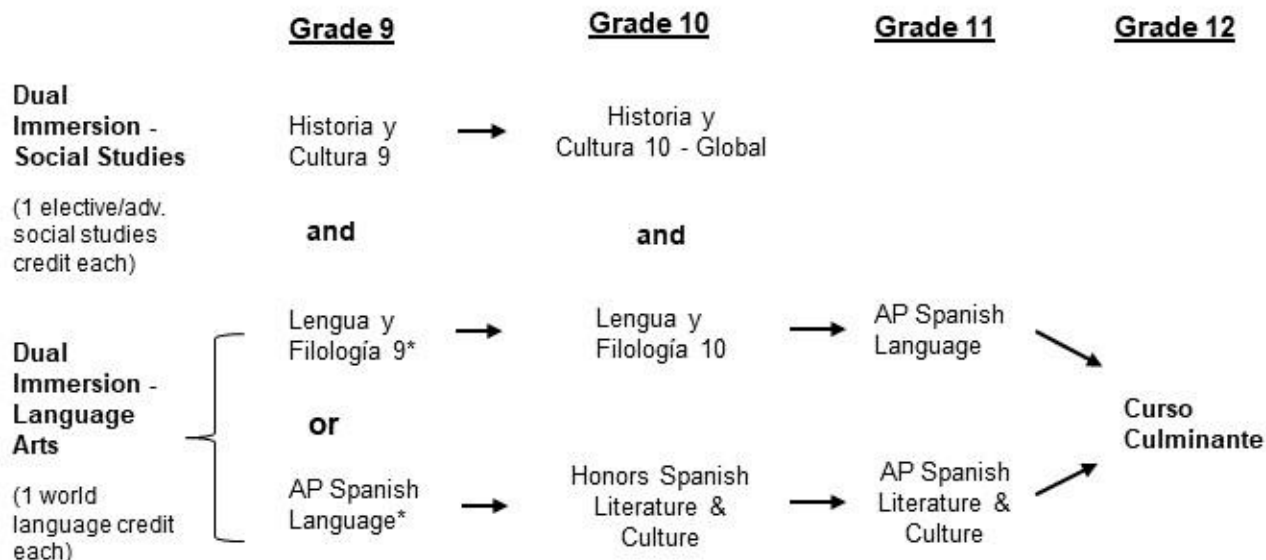 Grade 9
Grade 10
Grade 11
Grade 12
Dual
Immersion -
Social Studies
(1 elective/adv.
social studies
credit each)
Historia y
Cultura 9
Historia y
Cultura 10 - Global
and
and
Dual
Immersion -
Language
Arts
(1 world
language credit
each)
Lengua y
Filología 9*
Lengua y
Filología 10
AP Spanish
Language
or
AP Spanish
Language*
Honors Spanish
Literature &
Culture
AP Spanish
Literature &
Culture
Curso
Culminante